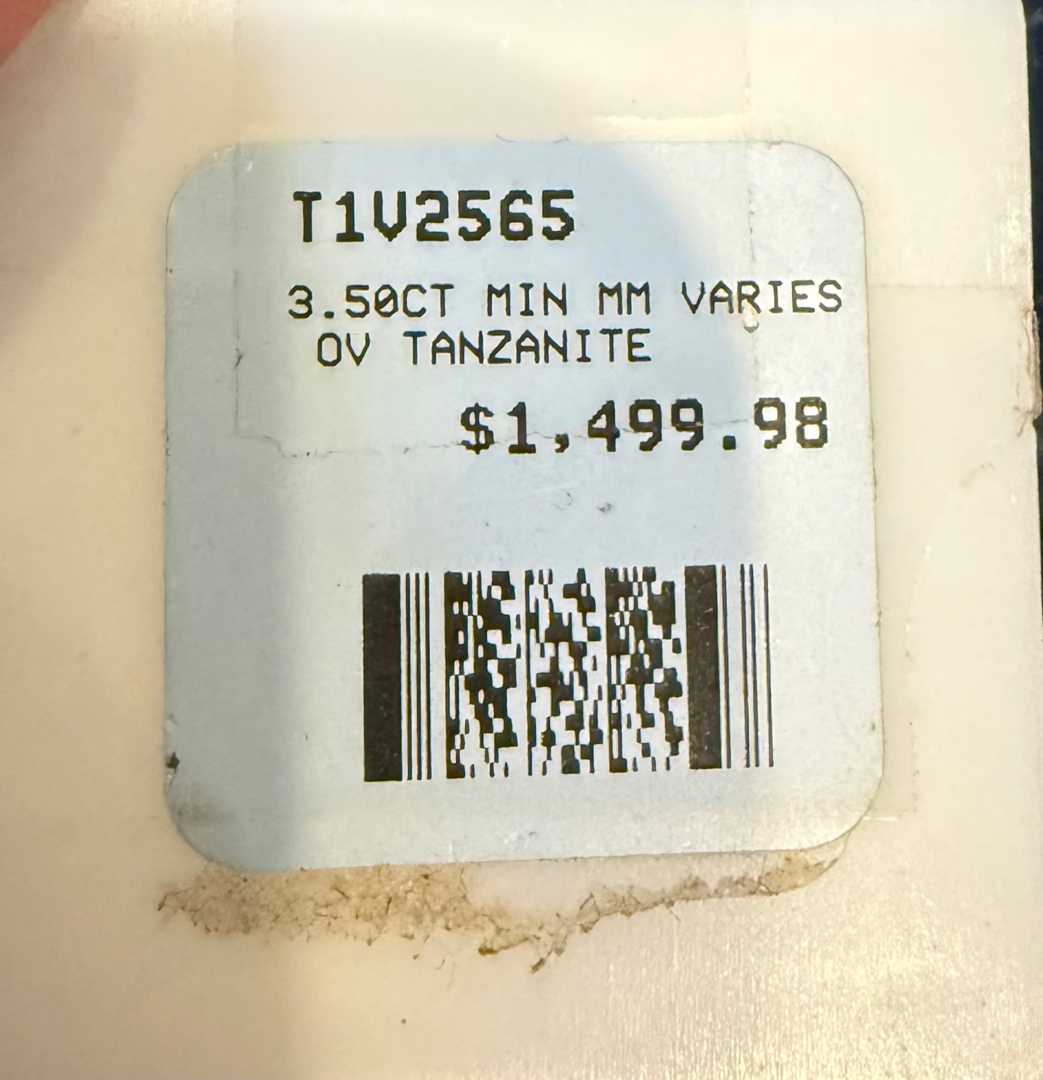 T1V2565
3.50CT MIN MM VARIES
OV TANZANITE
$1,499.98